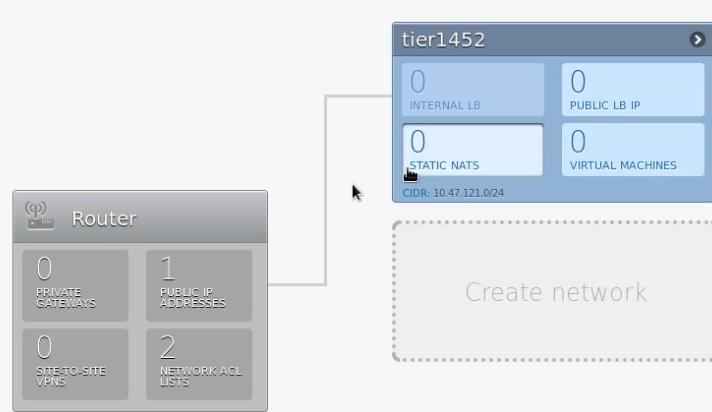 tier1452
0
INTERNAL LB
0
PUBLIC LB IP
0
STATIC NATS
0
VIRTUAL MACHINES
CIDR: 10.47.121.0/24
Router
0
PRIVATE
GATEWAYS
1
PUBLIC IP
ADDRESSES
0
SITE-TO-SITE
VPNS
2
NETWORK ACL
LISTS
Create network